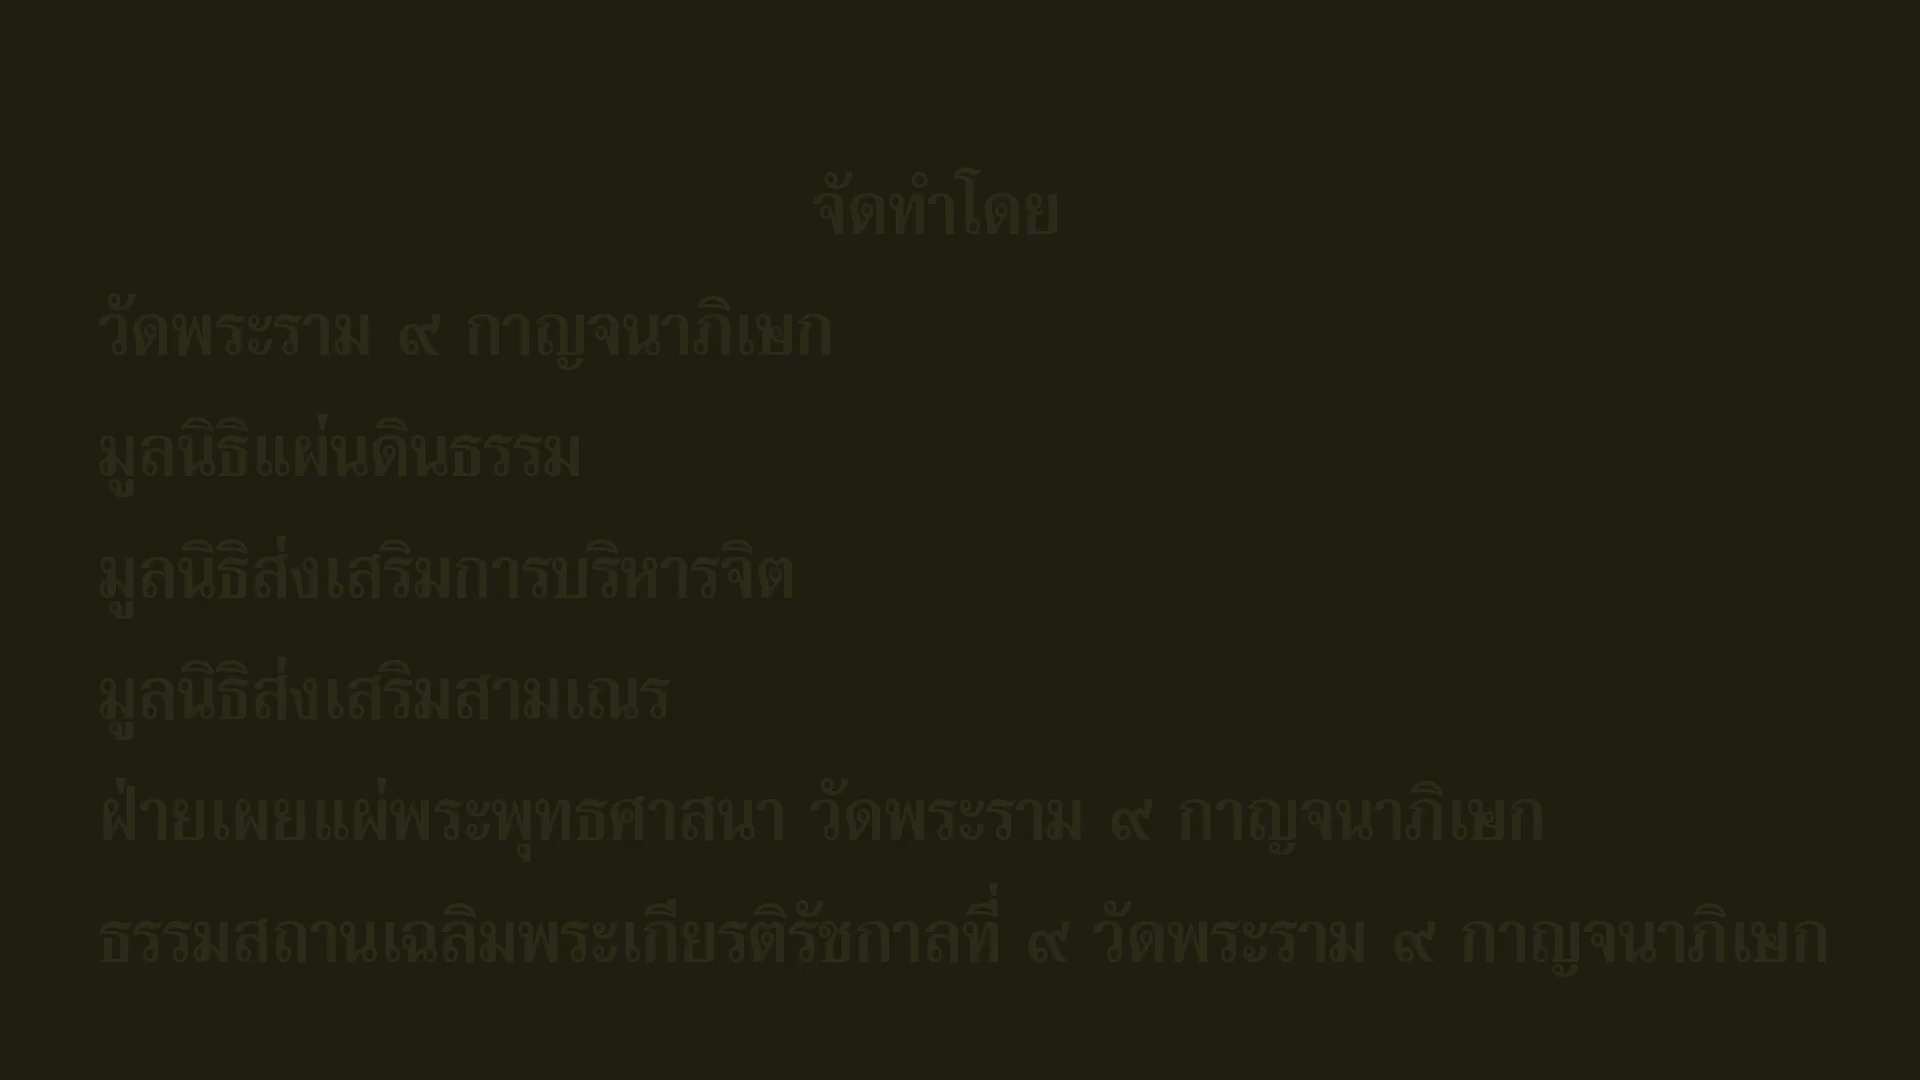 จัดทำโดย
วัดพระราม ๙ กาญจนาภิเษก
มูลนิธิแผ่นดินธรรม
มูลนิธิส่งเสริมการบริหารจิต
มูลนิธิส่งเสริมสามเณร
ฝ่ายเผยแผ่พระพุทธศาสนา วัดพระราม ๙ กาญจนาภิเษก
ธรรมสถานเฉลิมพระเกียรติรัชกาลที่ ๙ วัดพระราม ๙ กาญจนาภิเษก